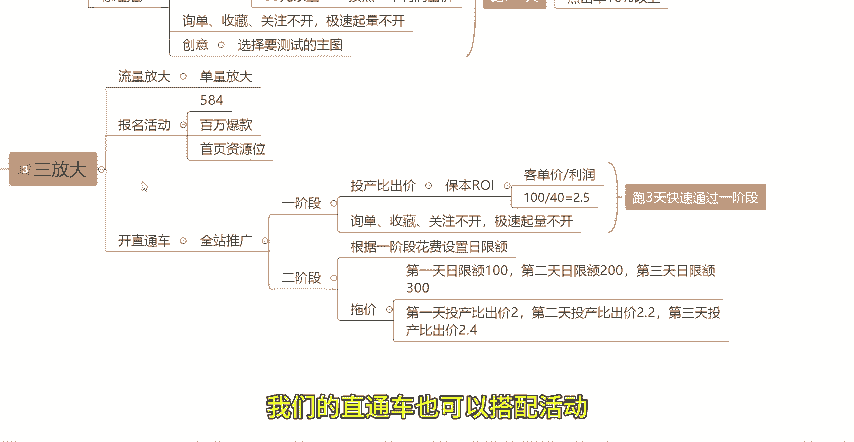 询单、收藏、关注不开，极速起量不开
创意
选择要测试的主图
3 三放大
流量放大
单量放大
报名活动
584
百万爆款
首页资源位
开直通车
全站推广
一阶段
投产比出价
保本ROI
客单价/利润
100/40=2.5
询单、收藏、关注不开，极速起量不开
跑3天快速通过一阶段
二阶段
根据一阶段花费设置日限额
拖价
第一天日限额100，第二天日限额200，第三天日限额
300
第一天投产比出价2，第二天投产比出价2.2，第三天投
产比出价2.4
我们的直通车也可以搭配活动